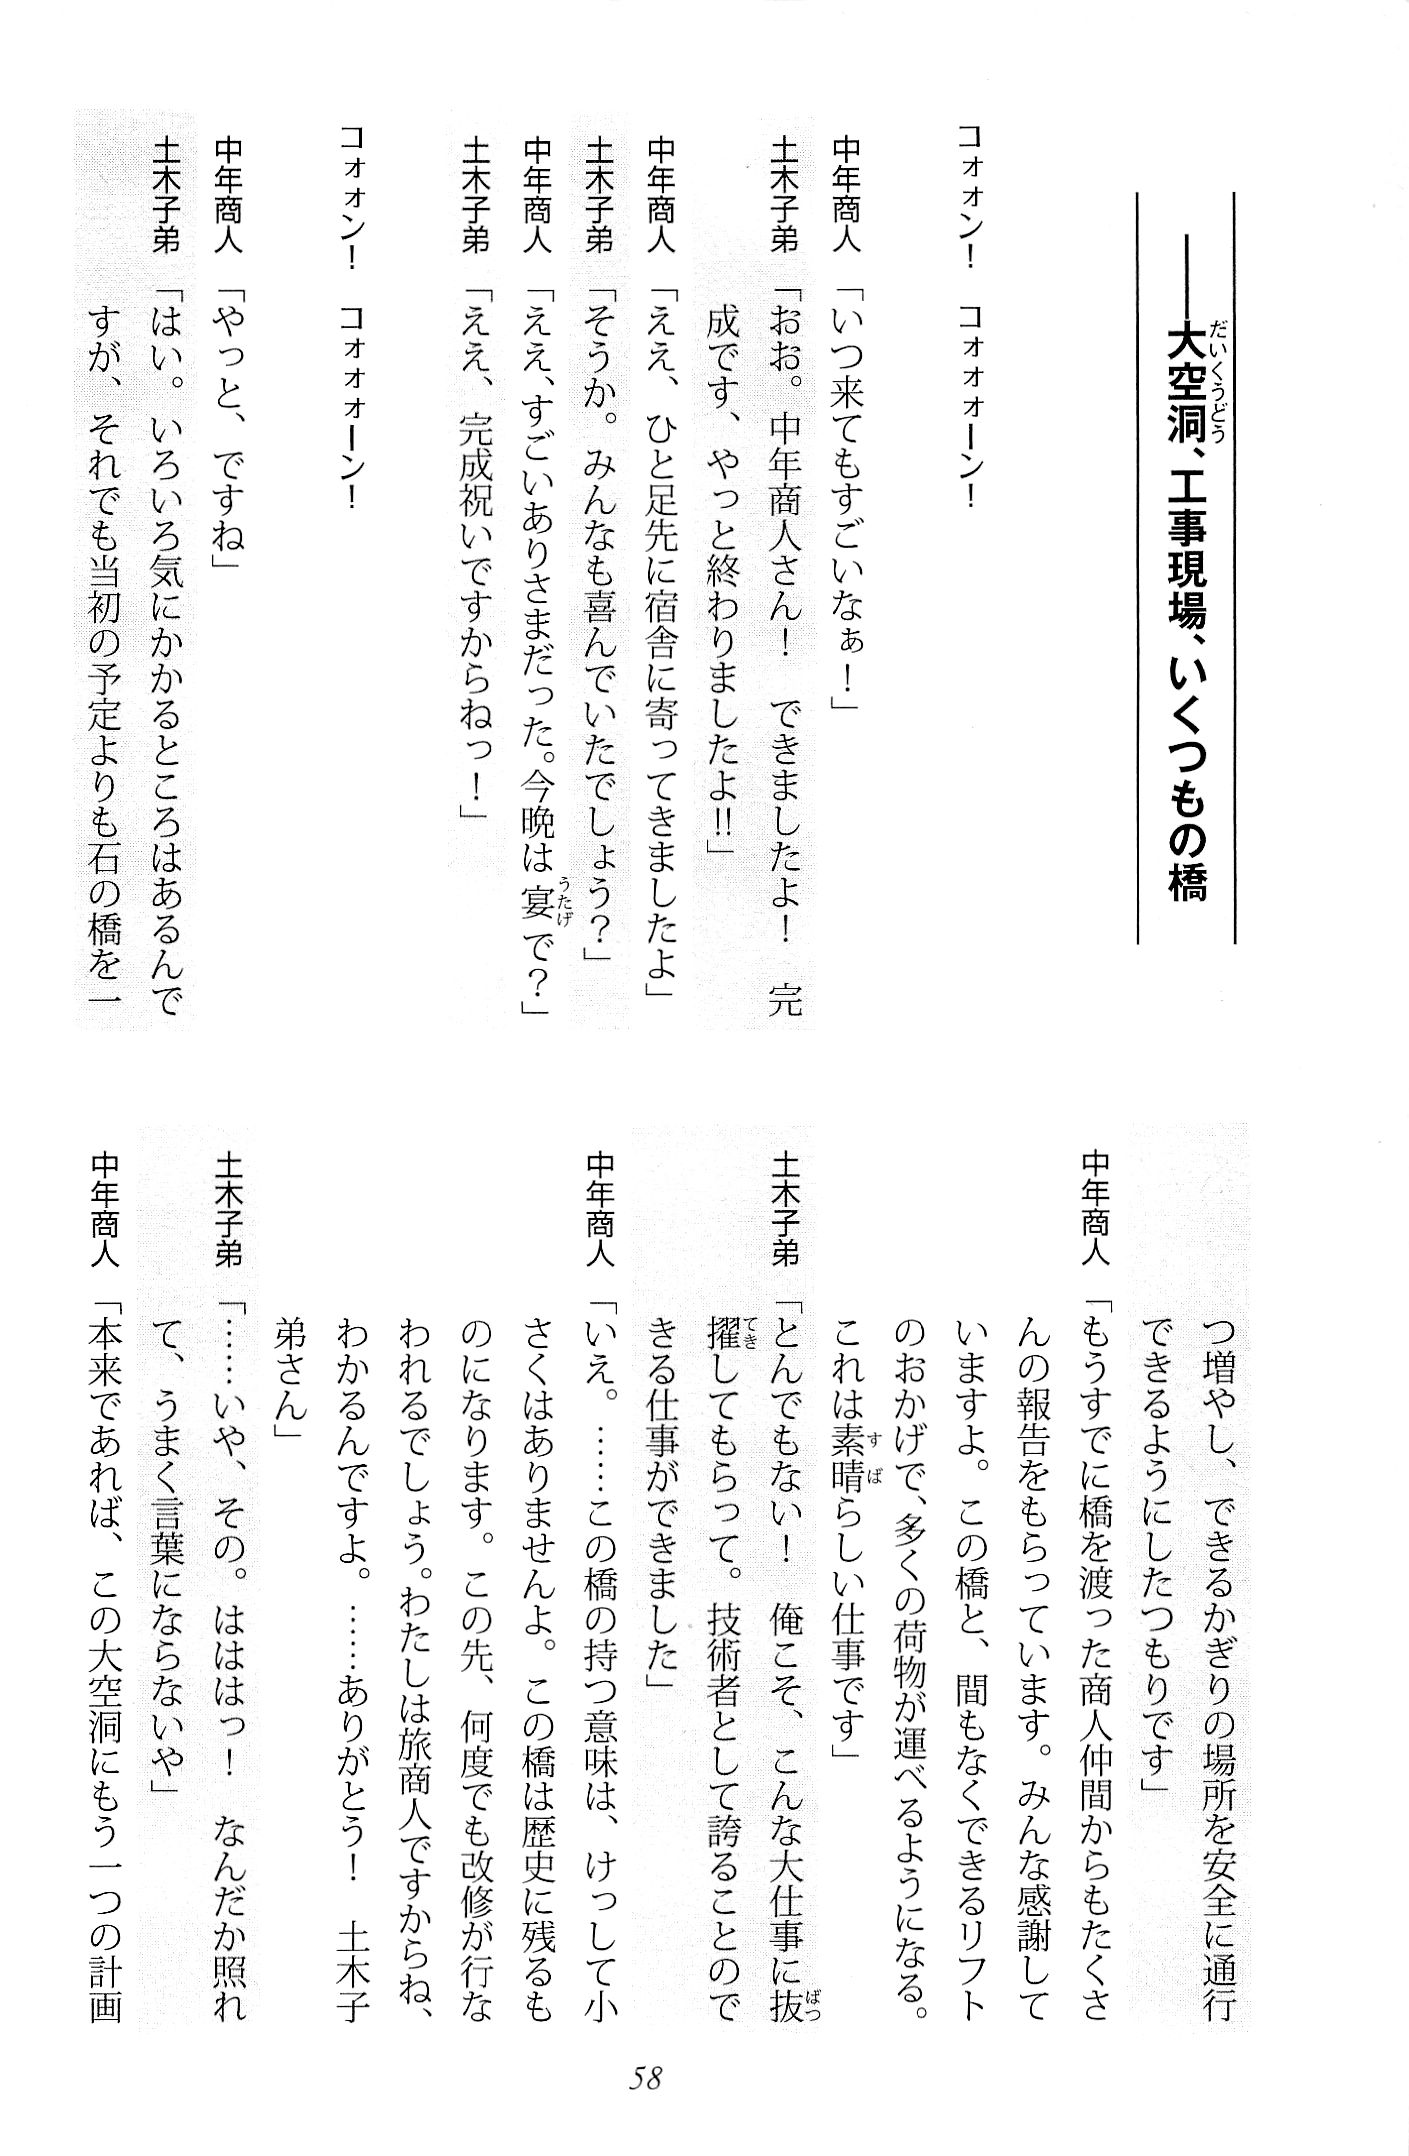 ――大空洞、工事現場、いくつもの橋
だいくうどう
コォォン！　コォォォーン！
中年商人「いつ来てもすごいなぁ！」
土木子弟「おお。中年商人さん！　できましたよ！　完
成です、やっと終わりましたよ!!」
中年商人「ええ、ひと足先に宿舎に寄ってきましたよ」
土木子弟「そうか。みんなも喜んでいたでしょう？」
中年商人「ええ、すごいありさまだった。今晩は宴で？」
うたげ
土木子弟「ええ、完成祝いですからねっ！」
コォォン！　コォォォーン！
中年商人「やっと、ですね」
土木子弟「はい。いろいろ気にかかるところはあるんで
すが、それでも当初の予定よりも石の橋を一
つ増やし、できるかぎりの場所を安全に通行
できるようにしたつもりです」
中年商人「もうすでに橋を渡った商人仲間からもたくさ
んの報告をもらっています。みんな感謝して
いますよ。この橋と、間もなくできるリフト
のおかげで、多くの荷物が運べるようになる。
これは素晴らしい仕事です」
すば
土木子弟「とんでもない！　俺こそ、こんな大仕事に抜
ばつ
擢してもらって。技術者として誇ることので
てき
きる仕事ができました」
中年商人「いえ。……この橋の持つ意味は、けっして小
さくはありませんよ。この橋は歴史に残るも
のになります。この先、何度でも改修が行な
われるでしょう。わたしは旅商人ですからね、
わかるんですよ。……ありがとう！　土木子
弟さん」
土木子弟「……いや、その。はははっ！　なんだか照れ
て、うまく言葉にならないや」
中年商人「本来であれば、この大空洞にもう一つの計画
58